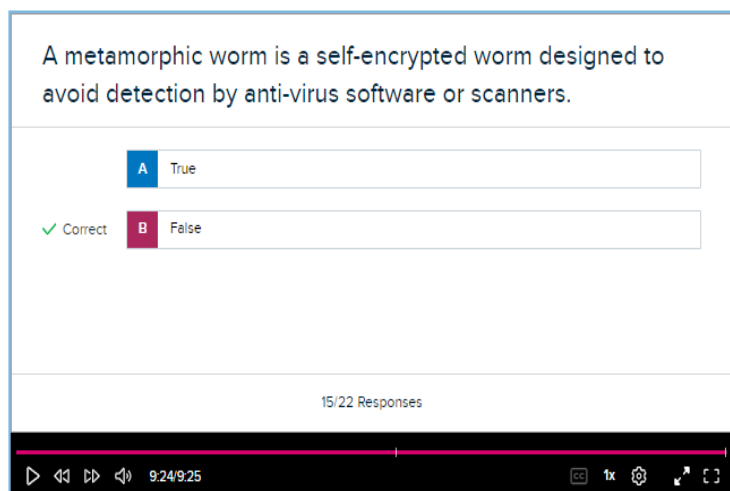 A metamorphic worm is a self-encrypted worm designed to
avoid detection by anti-virus software or scanners.
A True
✓ Correct B False
15/22 Responses
9:24/9:25 CC 1x